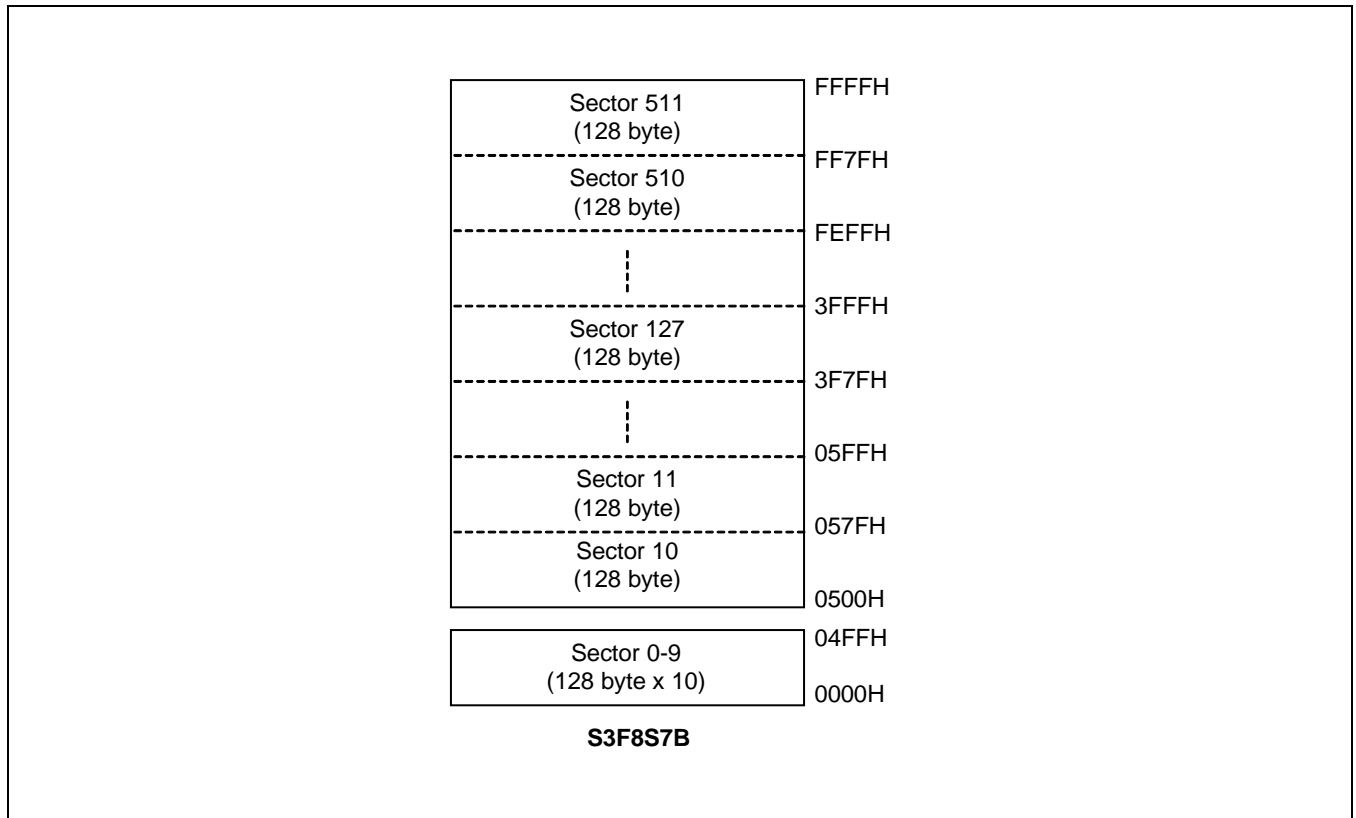 FFFFH
Sector 511
(128 byte)
FF7FH
Sector 510
(128 byte)
FEFFH
3FFFH
Sector 127
(128 byte)
3F7FH
05FFH
Sector 11
(128 byte)
057FH
Sector 10
(128 byte)
0500H
04FFH
Sector 0-9
(128 byte x 10)
0000H
S3F8S7B